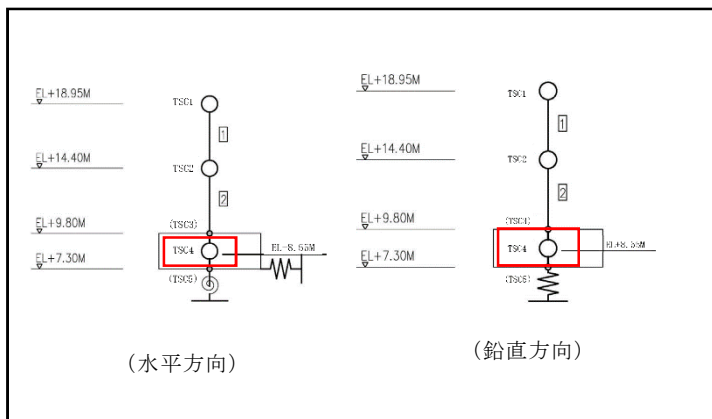 EL+18.95M
TSC1
1
EL+14.40M
TSC2
2
EL+9.80M
(TSC3)
TSC4
EL-8.55M
EL+7.30M
(TSC5)
(水平方向)
EL+18.95M
TSC1
1
EL+14.40M
TSC2
2
EL+9.80M
TSC4
EL+8.55M
EL+7.30M
(TSC5)
(鉛直方向)